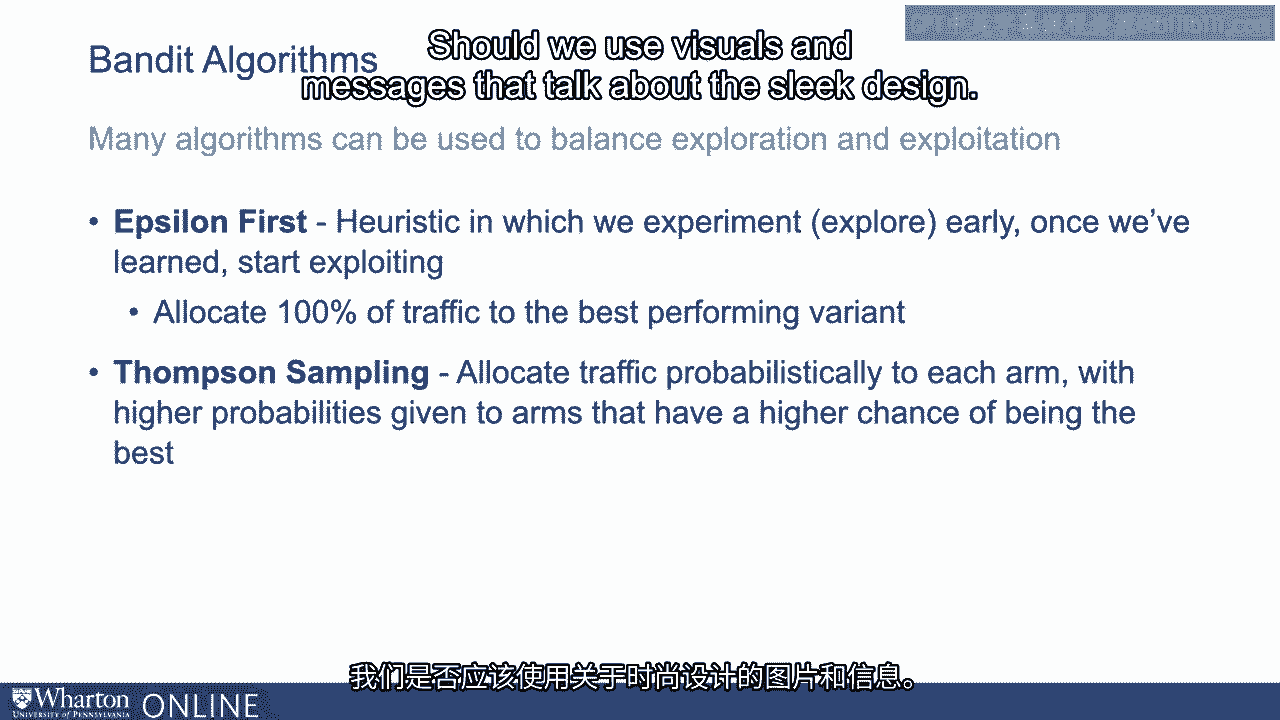 Bandit Algorithms
Should we use visuals and
messages that talk about the sleek design.
Many algorithms can be used to balance exploration and exploitation
• Epsilon First - Heuristic in which we experiment (explore) early, once we’ve
learned, start exploiting
• Allocate 100% of traffic to the best performing variant
• Thompson Sampling - Allocate traffic probabilistically to each arm, with
higher probabilities given to arms that have a higher chance of being the
best
我们是否应该使用关于时尚设计的图片和信息。
Wharton ONLINE
UNIVERSITY of PENNSYLVANIA